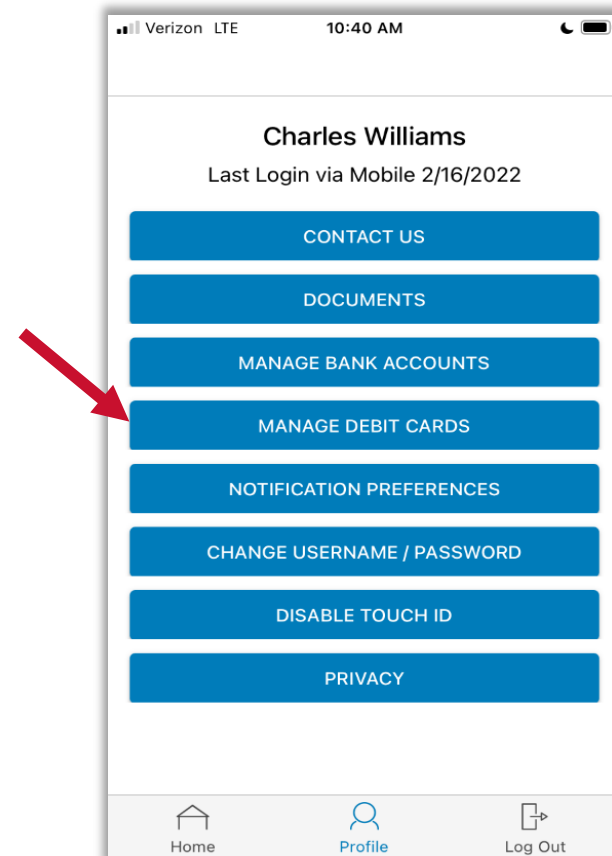 Verizon LTE 10:40 AM
Charles Williams
Last Login via Mobile 2/16/2022
CONTACT US
DOCUMENTS
MANAGE BANK ACCOUNTS
MANAGE DEBIT CARDS
NOTIFICATION PREFERENCES
CHANGE USERNAME / PASSWORD
DISABLE TOUCH ID
PRIVACY
Home Profile Log Out